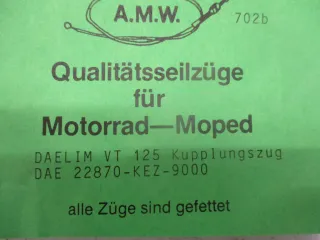 A.M.W.
702b
Qualitätsseilzüge
für
Motorrad—Moped
DAELIM VT 125 Kupplungszug
DAE 22870-KEZ-9000
alle Züge sind gefettet